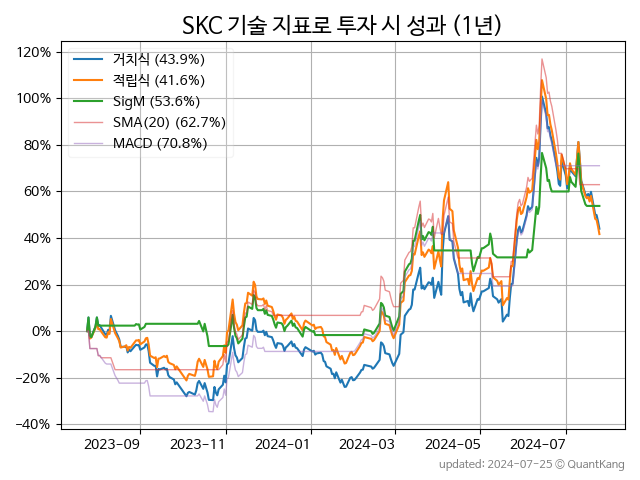 SKC 기술 지표로 투자 시 성과 (1년)
120%
100%
80%
60%
40%
20%
0%
−20%
−40%
거치식 (43.9%)
적립식 (41.6%)
SigM (53.6%)
SMA(20) (62.7%)
MACD (70.8%)
2023-09
2023-11
2024-01
2024-03
2024-05
2024-07
updated: 2024-07-25 © QuantKang